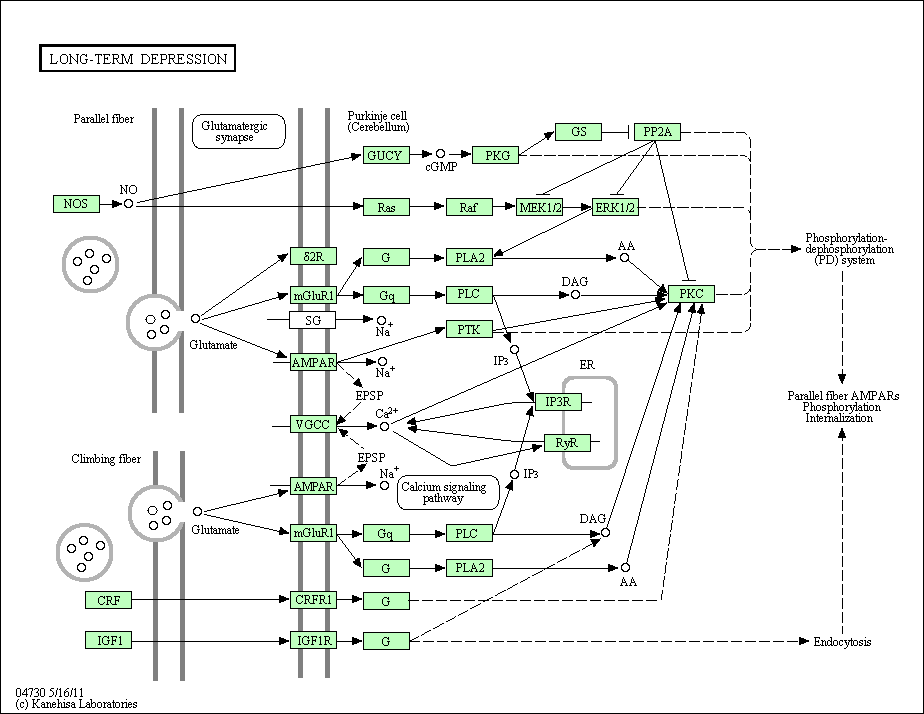 LONG-TERM DEPRESSION
Parallel fiber
Glutamatergic
synapse
Purkinje cell
(Cerebellum)
GS
PP2A
GUCY
cGMP
PKG
NOS
NO
Ras
Raf
MEK1/2
ERK1/2
δ2R
G
PLA2
AA
Phosphorylation-
dephosphorylation
(PD) system
mGluR1
Gq
PLC
DAG
PKC
SG
Na+
Glutamate
PTK
AMPAR
Na+
IP3
ER
EPSP
IP3R
Parallel fiber AMPARs
Phosphorylation
Internalization
VGCC
Ca2+
RyR
Climbing fiber
EPSP
AMPAR
Na+
IP3
Calcium signaling
pathway
Glutamate
mGluR1
Gq
PLC
DAG
G
PLA2
AA
CRF
CRFR1
G
IGF1
IGF1R
G
Endocytosis
04730 5/16/11
(c) Kanehisa Laboratories